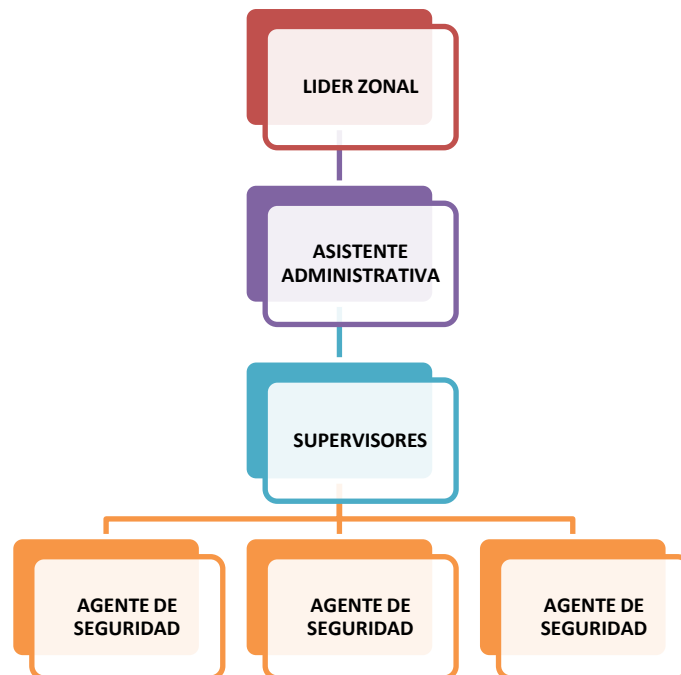 LIDER ZONAL
ASISTENTE
ADMINISTRATIVA
SUPERVISORES
AGENTE DE
SEGURIDAD
AGENTE DE
SEGURIDAD
AGENTE DE
SEGURIDAD